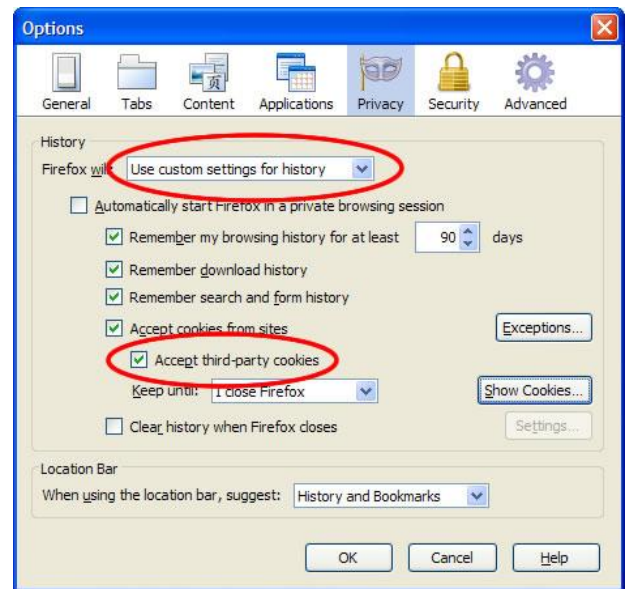 Options
General Tabs Content Applications Privacy Security Advanced
History
Firefox will: Use custom settings for history
Automatically start Firefox in a private browsing session
Remember my browsing history for at least 90 days
Remember download history
Remember search and form history
Accept cookies from sites Exceptions...
Accept third-party cookies
Keep until: I close Firefox Show Cookies...
Clear history when Firefox closes Settings...
Location Bar
When using the location bar, suggest: History and Bookmarks
OK Cancel Help